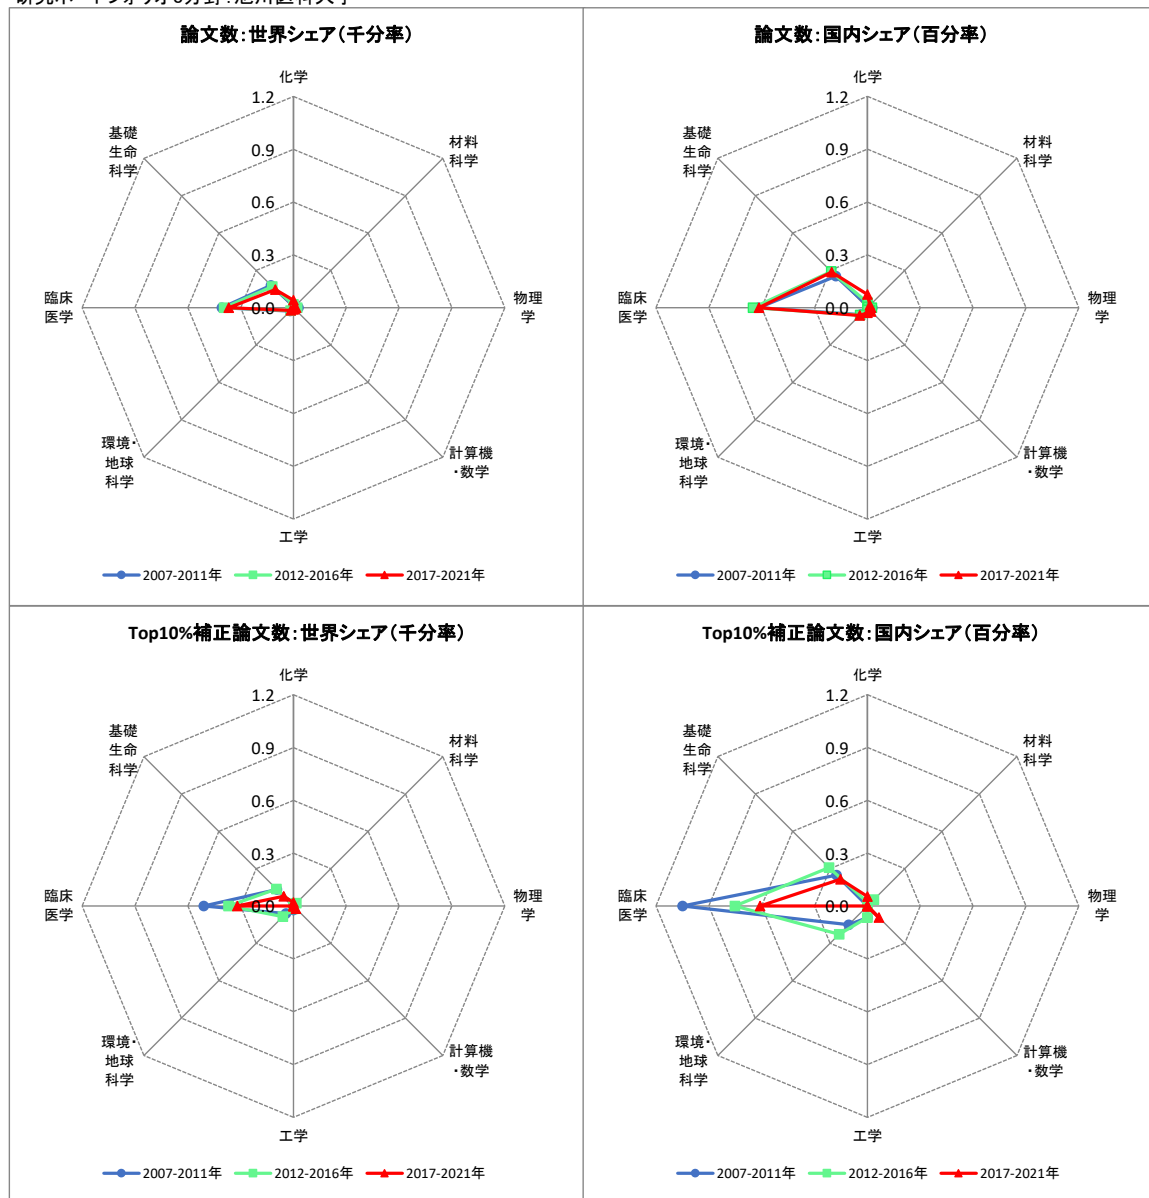 論文数:世界シェア(千分率)
化学
材料
科学
物理
学
計算機
・数学
工学
環境・
地球
科学
臨床
医学
基礎
生命
科学
1.2
0.9
0.6
0.3
0.0
2007-2011年 2012-2016年 2017-2021年
論文数:国内シェア(百分率)
化学
材料
科学
物理
学
計算機
・数学
工学
環境・
地球
科学
臨床
医学
基礎
生命
科学
1.2
0.9
0.6
0.3
0.0
2007-2011年 2012-2016年 2017-2021年
Top10%補正論文数:世界シェア(千分率)
化学
材料
科学
物理
学
計算機
・数学
工学
環境・
地球
科学
臨床
医学
基礎
生命
科学
1.2
0.9
0.6
0.3
0.0
2007-2011年 2012-2016年 2017-2021年
Top10%補正論文数:国内シェア(百分率)
化学
材料
科学
物理
学
計算機
・数学
工学
環境・
地球
科学
臨床
医学
基礎
生命
科学
1.2
0.9
0.6
0.3
0.0
2007-2011年 2012-2016年 2017-2021年